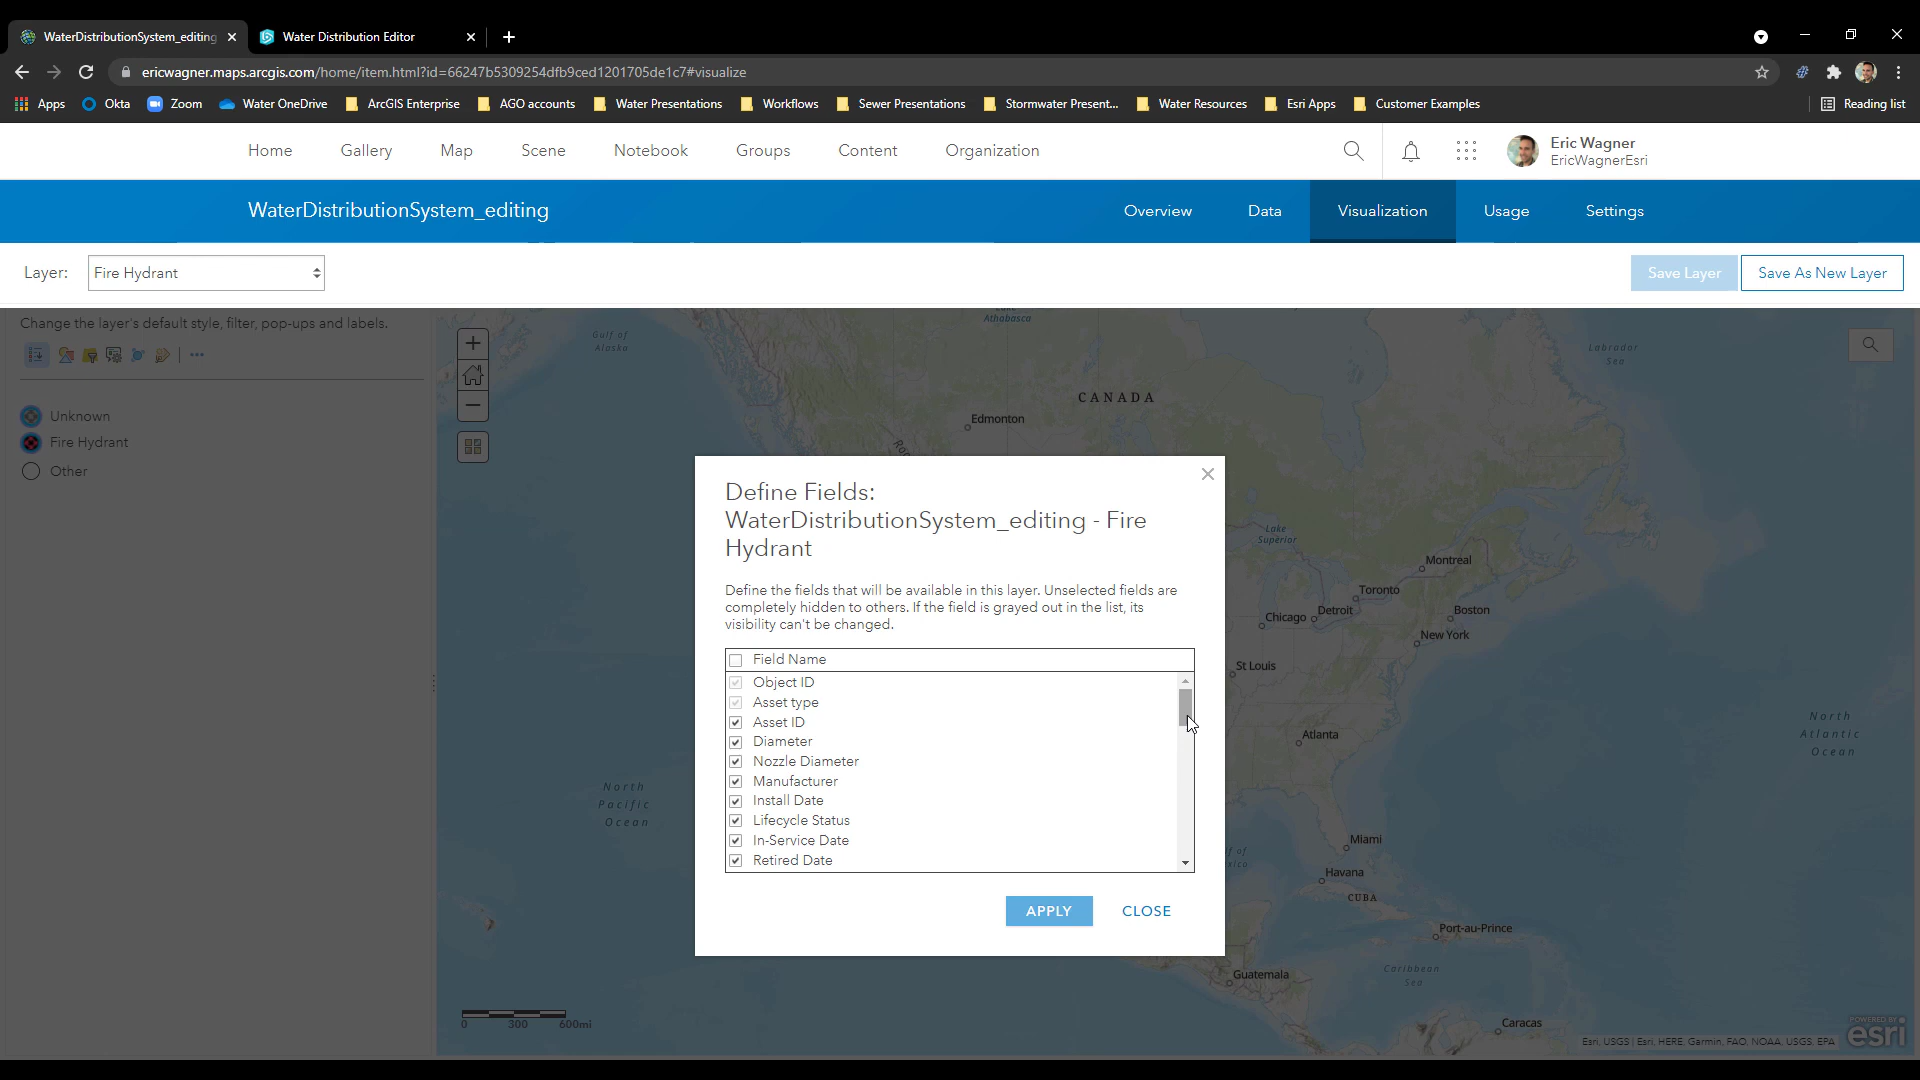 WaterDistributionSystem_editing
Water Distribution Editor
ericwagner.maps.arcgis.com/home/item.html?id=66247b5309254dfb9ced1201705de1c7#visualize
Apps Okta Zoom Water OneDrive ArcGIS Enterprise AGO accounts Water Presentations Workflows Sewer Presentations Stormwater Present... Water Resources Esri Apps Customer Examples Reading list
Home Gallery Map Scene Notebook Groups Content Organization
Eric Wagner
EricWagnerEsri
WaterDistributionSystem_editing
Overview Data Visualization Usage Settings
Layer: Fire Hydrant
Save Layer Save As New Layer
Change the layer's default style, filter, pop-ups and labels.
Unknown
Fire Hydrant
Other
Gulf of
Alaska
Lake
Athabasca
Labrador
Sea
CANADA
Edmonton
Define Fields:
WaterDistributionSystem_editing - Fire
Hydrant
Define the fields that will be available in this layer. Unselected fields are
completely hidden to others. If the field is grayed out in the list, its
visibility can't be changed.
Field Name
Object ID
Asset type
Asset ID
Diameter
Nozzle Diameter
Manufacturer
Install Date
Lifecycle Status
In-Service Date
Retired Date
APPLY CLOSE
Lake
Superior
Montreal
Toronto
Chicago
Detroit
Boston
New York
St Louis
Atlanta
North
Atlantic
Ocean
North
Pacific
Ocean
Miami
Havana
CUBA
Port-au-Prince
Caribbean
Sea
Guatemala
Caracas
0 300 600mi
Esri, USGS | Esri, HERE, Garmin, FAO, NOAA, USGS, EPA
POWERED BY
esri